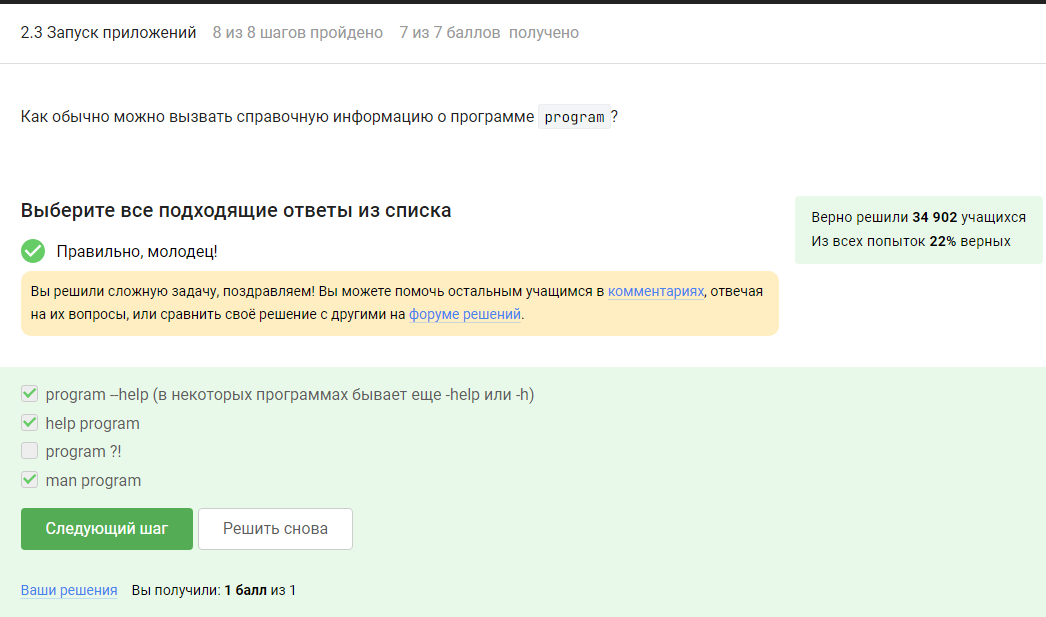 2.3 Запуск приложений 8 из 8 шагов пройдено 7 из 7 баллов получено
Как обычно можно вызвать справочную информацию о программе program?
Выберите все подходящие ответы из списка
Верно решили 34 902 учащихся
Из всех попыток 22% верных
Правильно, молодец!
Вы решили сложную задачу, поздравляем! Вы можете помочь остальным учащимся в комментариях, отвечая
на их вопросы, или сравнить своё решение с другими на форуме решений.
program --help (в некоторых программах бывает еще -help или -h)
help program
program ?!
man program
Следующий шаг Решить снова
Ваши решения Вы получили: 1 балл из 1